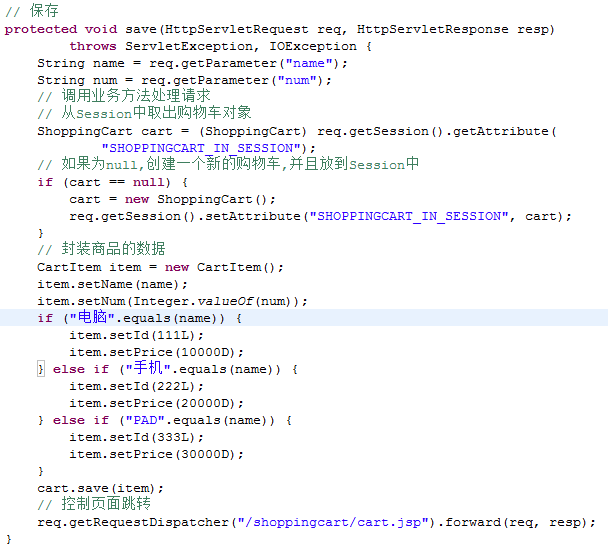 // 保存
protected void save(HttpServletRequest req, HttpServletResponse resp)
        throws ServletException, IOException {
    String name = req.getParameter("name");
    String num = req.getParameter("num");
    // 调用业务方法处理请求
    // 从Session中取出购物车对象
    ShoppingCart cart = (ShoppingCart) req.getSession().getAttribute(
            "SHOPPINGCART_IN_SESSION");
    // 如果为null,创建一个新的购物车,并且放到Session中
    if (cart == null) {
        cart = new ShoppingCart();
        req.getSession().setAttribute("SHOPPINGCART_IN_SESSION", cart);
    }
    // 封装商品的数据
    CartItem item = new CartItem();
    item.setName(name);
    item.setNum(Integer.valueOf(num));
    if ("电脑".equals(name)) {
        item.setId(111L);
        item.setPrice(10000D);
    } else if ("手机".equals(name)) {
        item.setId(222L);
        item.setPrice(20000D);
    } else if ("PAD".equals(name)) {
        item.setId(333L);
        item.setPrice(30000D);
    }
    cart.save(item);
    // 控制页面跳转
    req.getRequestDispatcher("/shoppingcart/cart.jsp").forward(req, resp);
}